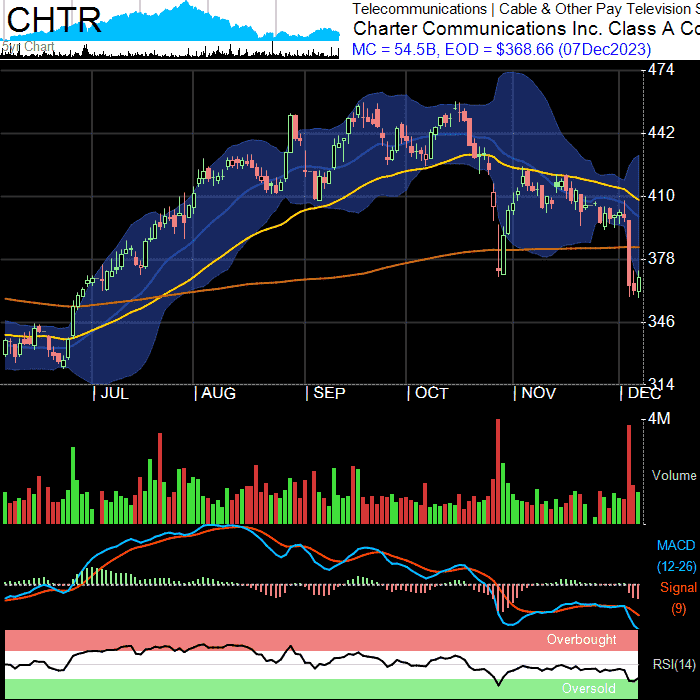 CHTR
5yr Chart
Telecommunications | Cable & Other Pay Television S
Charter Communications Inc. Class A Co
MC = 54.5B, EOD = $368.66 (07Dec2023)
474
442
410
378
346
314
JUL
AUG
SEP
OCT
NOV
DEC
4M
Volume
MACD
(12-26)
Signal
(9)
Overbought
RSI(14)
Oversold